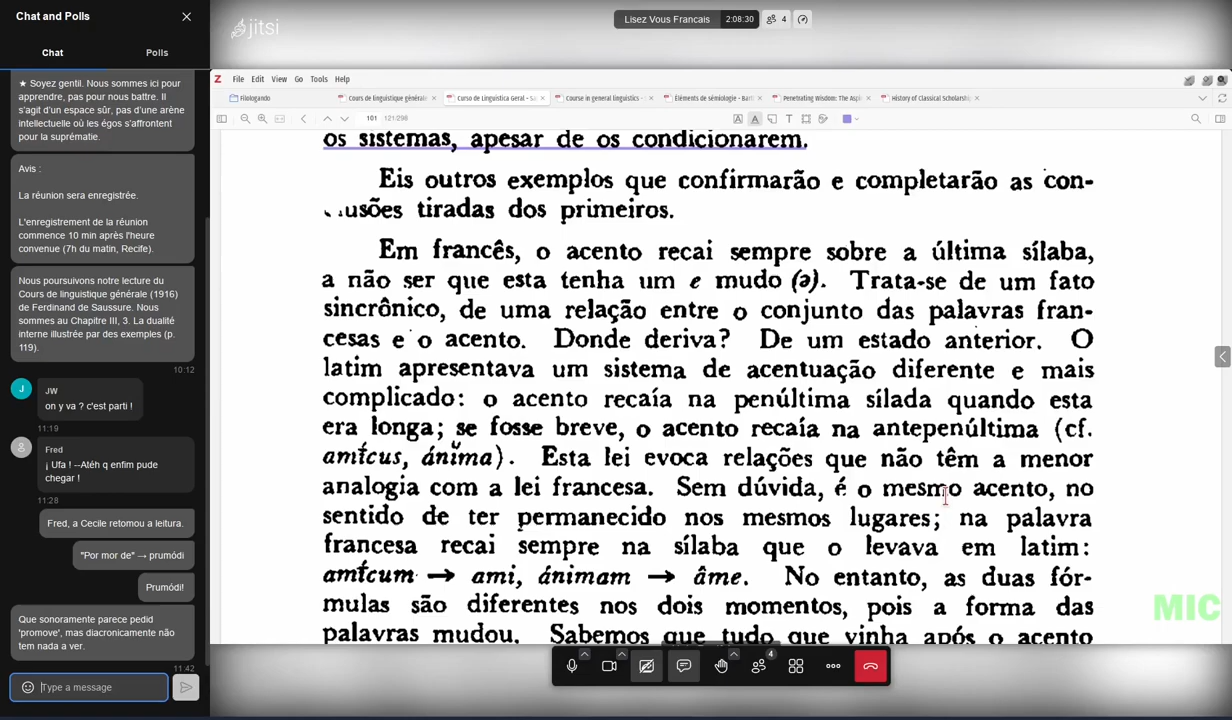 Chat and Polls
Chat
Polls
★ Soyez gentil. Nous sommes ici pour
apprendre, pas pour nous battre. Il
s'agit d'un espace sûr, pas d'une arène
intellectuelle où les égos s'affrontent
pour la suprématie.
Avis :
La réunion sera enregistrée.
L'enregistrement de la réunion
commence 10 min après l'heure
convenue (7h du matin, Recife).
Nous poursuivons notre lecture du
Cours de linguistique générale (1916)
de Ferdinand de Saussure. Nous
sommes au Chapitre III, 3. La dualité
interne illustrée par des exemples (p.
119).
10:12
J
JW
on y va ? c'est parti !
11:19
Fred
¡ Ufa ! --Atéh q enfim pude
chegar !
11:28
Fred, a Cecile retomou a leitura.
"Por mor de" → prumódi
Prumódi!
Que sonoramente parece pedid
'promove', mas diacronicamente não
tem nada a ver.
11:42
Type a message
jitsi
Lisez Vous Francais
2:08:30
4
Z
File Edit View Go Tools Help
Filologando
Cours de linguistique générale
Curso de Linguistica Geral - Sa
Course in general linguistics -
Éléments de sémiologie - Bart
Penetrating Wisdom: The Aspi
History of Classical Scholarship
101
121/298
os sistemas, apesar de os condicionarem.
Eis outros exemplos que confirmarão e completarão as con-
usões tiradas dos primeiros.
Em francês, o acento recai sempre sobre a última sílaba,
a não ser que esta tenha um e mudo (ə). Trata-se de um fato
sincrônico, de uma relação entre o conjunto das palavras fran-
cesas e o acento. Donde deriva? De um estado anterior. O
latim apresentava um sistema de acentuação diferente e mais
complicado: o acento recaía na penúltima sílada quando esta
era longa; se fosse breve, o acento recaía na antepenúltima (cf.
amīcus, ánĭma). Esta lei evoca relações que não têm a menor
analogia com a lei francesa. Sem dúvida, é o mesmo acento, no
sentido de ter permanecido nos mesmos lugares; na palavra
francesa recai sempre na sílaba que o levava em latim:
amīcum → ami, ánimam → âme. No entanto, as duas fór-
mulas são diferentes nos dois momentos, pois a forma das
palavras mudou. Sabemos que tudo que vinha após o acento
MIC
4